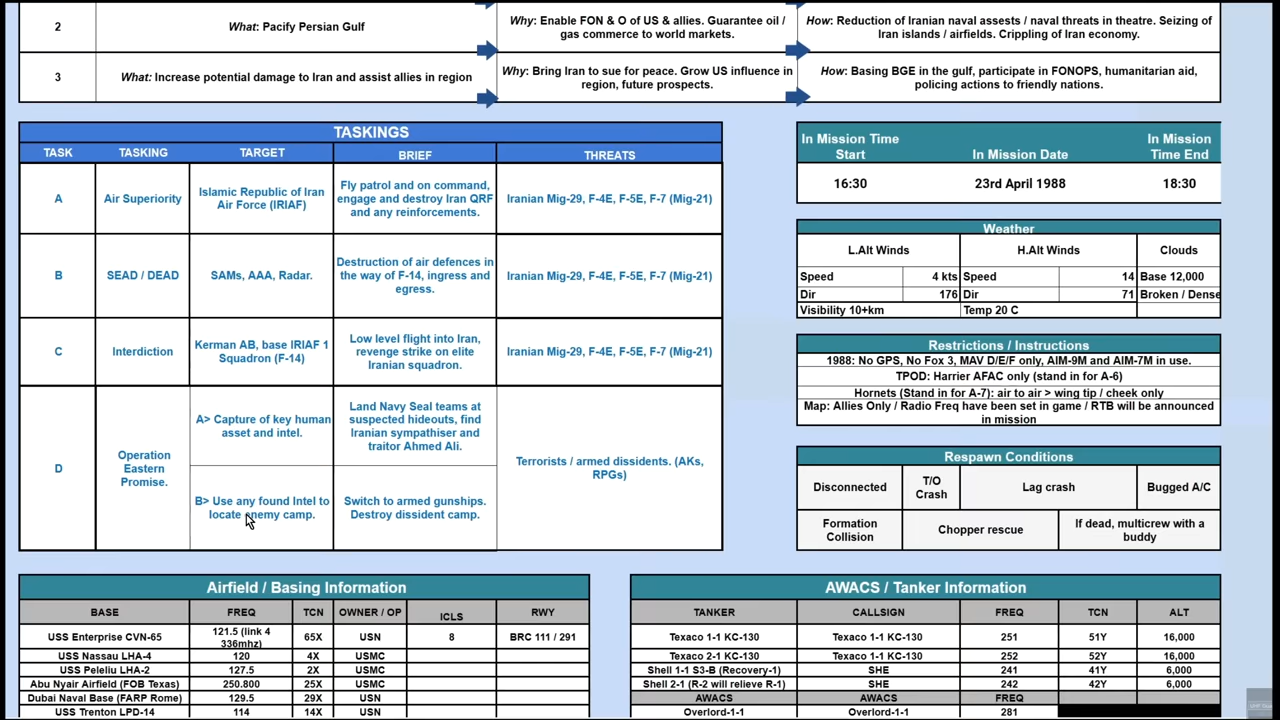 2
What: Pacify Persian Gulf
Why: Enable FON & O of US & allies. Guarantee oil /
gas commerce to world markets.
How: Reduction of Iranian naval assests / naval threats in theatre. Seizing of
Iran islands / airfields. Crippling of Iran economy.
3
What: Increase potential damage to Iran and assist allies in region
Why: Bring Iran to sue for peace. Grow US influence in
region, future prospects.
How: Basing BGE in the gulf, participate in FONOPS, humanitarian aid,
policing actions to friendly nations.
TASKINGS
TASK TASKING TARGET BRIEF THREATS
A
Air Superiority
Islamic Republic of Iran
Air Force (IRIAF)
Fly patrol and on command,
engage and destroy Iran QRF
and any reinforcements.
Iranian Mig-29, F-4E, F-5E, F-7 (Mig-21)
B
SEAD / DEAD
SAMs, AAA, Radar.
Destruction of air defences in
the way of F-14, ingress and
egress.
Iranian Mig-29, F-4E, F-5E, F-7 (Mig-21)
C
Interdiction
Kerman AB, base IRIAF 1
Squadron (F-14)
Low level flight into Iran,
revenge strike on elite
Iranian squadron.
Iranian Mig-29, F-4E, F-5E, F-7 (Mig-21)
D
Operation
Eastern
Promise.
A> Capture of key human
asset and intel.
Land Navy Seal teams at
suspected hideouts, find
Iranian sympathiser and
traitor Ahmed Ali.
B> Use any found Intel to
locate enemy camp.
Switch to armed gunships.
Destroy dissident camp.
Terrorists / armed dissidents. (AKs,
RPGs)
In Mission Time
Start
In Mission Date
In Mission
Time End
16:30 23rd April 1988 18:30
Weather
L.Alt Winds H.Alt Winds Clouds
Speed 4 kts Speed 14 Base 12,000
Dir 176 Dir 71 Broken / Dense
Visibility 10+km Temp 20 C
Restrictions / Instructions
1988: No GPS, No Fox 3, MAV D/E/F only, AIM-9M and AIM-7M in use.
TPOD: Harrier AFAC only (stand in for A-6)
Hornets (Stand in for A-7): air to air > wing tip / cheek only
Map: Allies Only / Radio Freq have been set in game / RTB will be announced
in mission
Respawn Conditions
Disconnected
T/O
Crash
Lag crash
Bugged A/C
Formation
Collision
Chopper rescue
If dead, multicrew with a
buddy
Airfield / Basing Information
BASE FREQ TCN OWNER / OP ICLS RWY
USS Enterprise CVN-65
121.5 (link 4
336mhz)
65X USN 8 BRC 111 / 291
USS Nassau LHA-4 120 4X USMC
USS Peleliu LHA-2 127.5 2X USMC
Abu Nyair Airfield (FOB Texas) 250.800 25X USMC
Dubai Naval Base (FARP Rome) 129.5 29X USN
USS Trenton LPD-14 114 14X USN
AWACS / Tanker Information
TANKER CALLSIGN FREQ TCN ALT
Texaco 1-1 KC-130 Texaco 1-1 KC-130 251 51Y 16,000
Texaco 2-1 KC-130 Texaco 1-1 KC-130 252 52Y 16,000
Shell 1-1 S3-B (Recovery-1) SHE 241 41Y 6,000
Shell 2-1 (R-2 will relieve R-1) SHE 242 42Y 6,000
AWACS AWACS FREQ
Overlord-1-1 Overlord-1-1 281